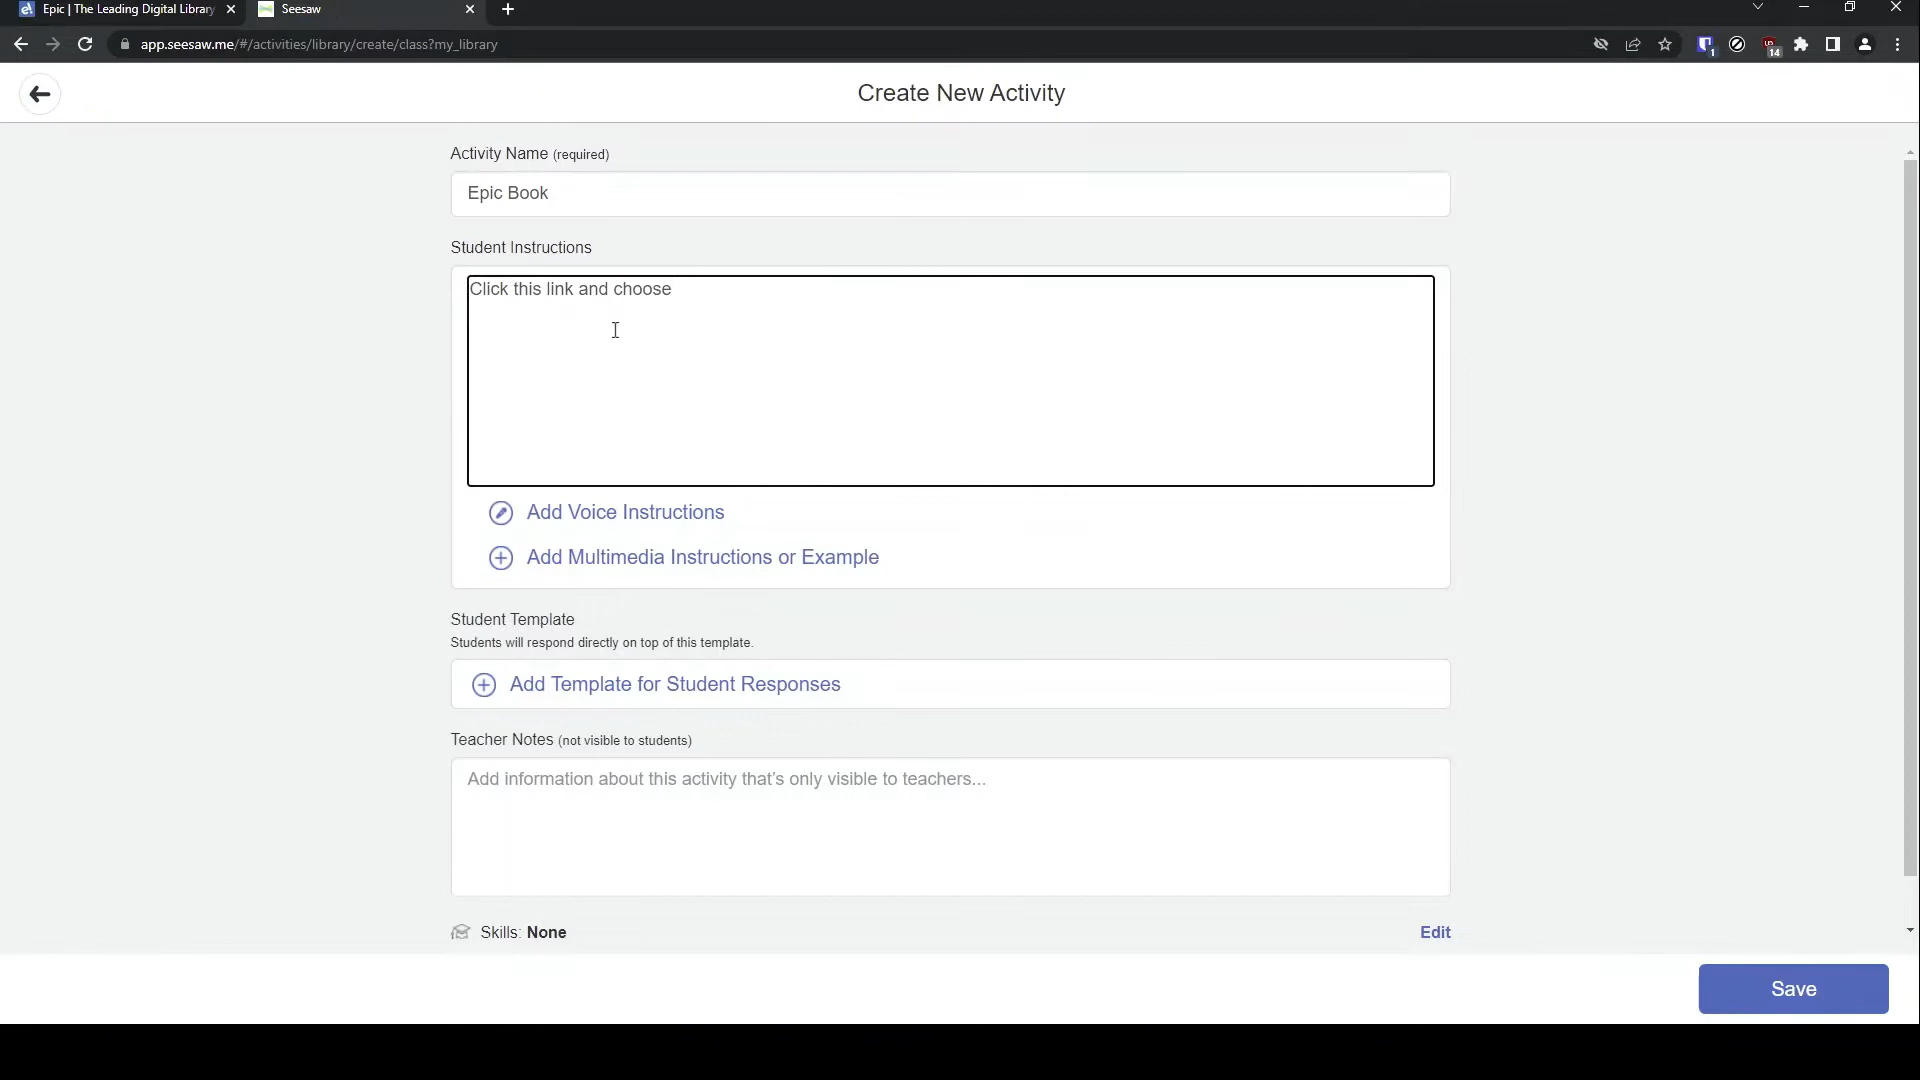 Epic | The Leading Digital Library
Seesaw
app.seesaw.me/#/activities/library/create/class?my_library
1
14
Create New Activity
Activity Name (required)
Epic Book
Student Instructions
Click this link and choose
Add Voice Instructions
Add Multimedia Instructions or Example
Student Template
Students will respond directly on top of this template.
Add Template for Student Responses
Teacher Notes (not visible to students)
Add information about this activity that's only visible to teachers...
Skills: None
Edit
Save